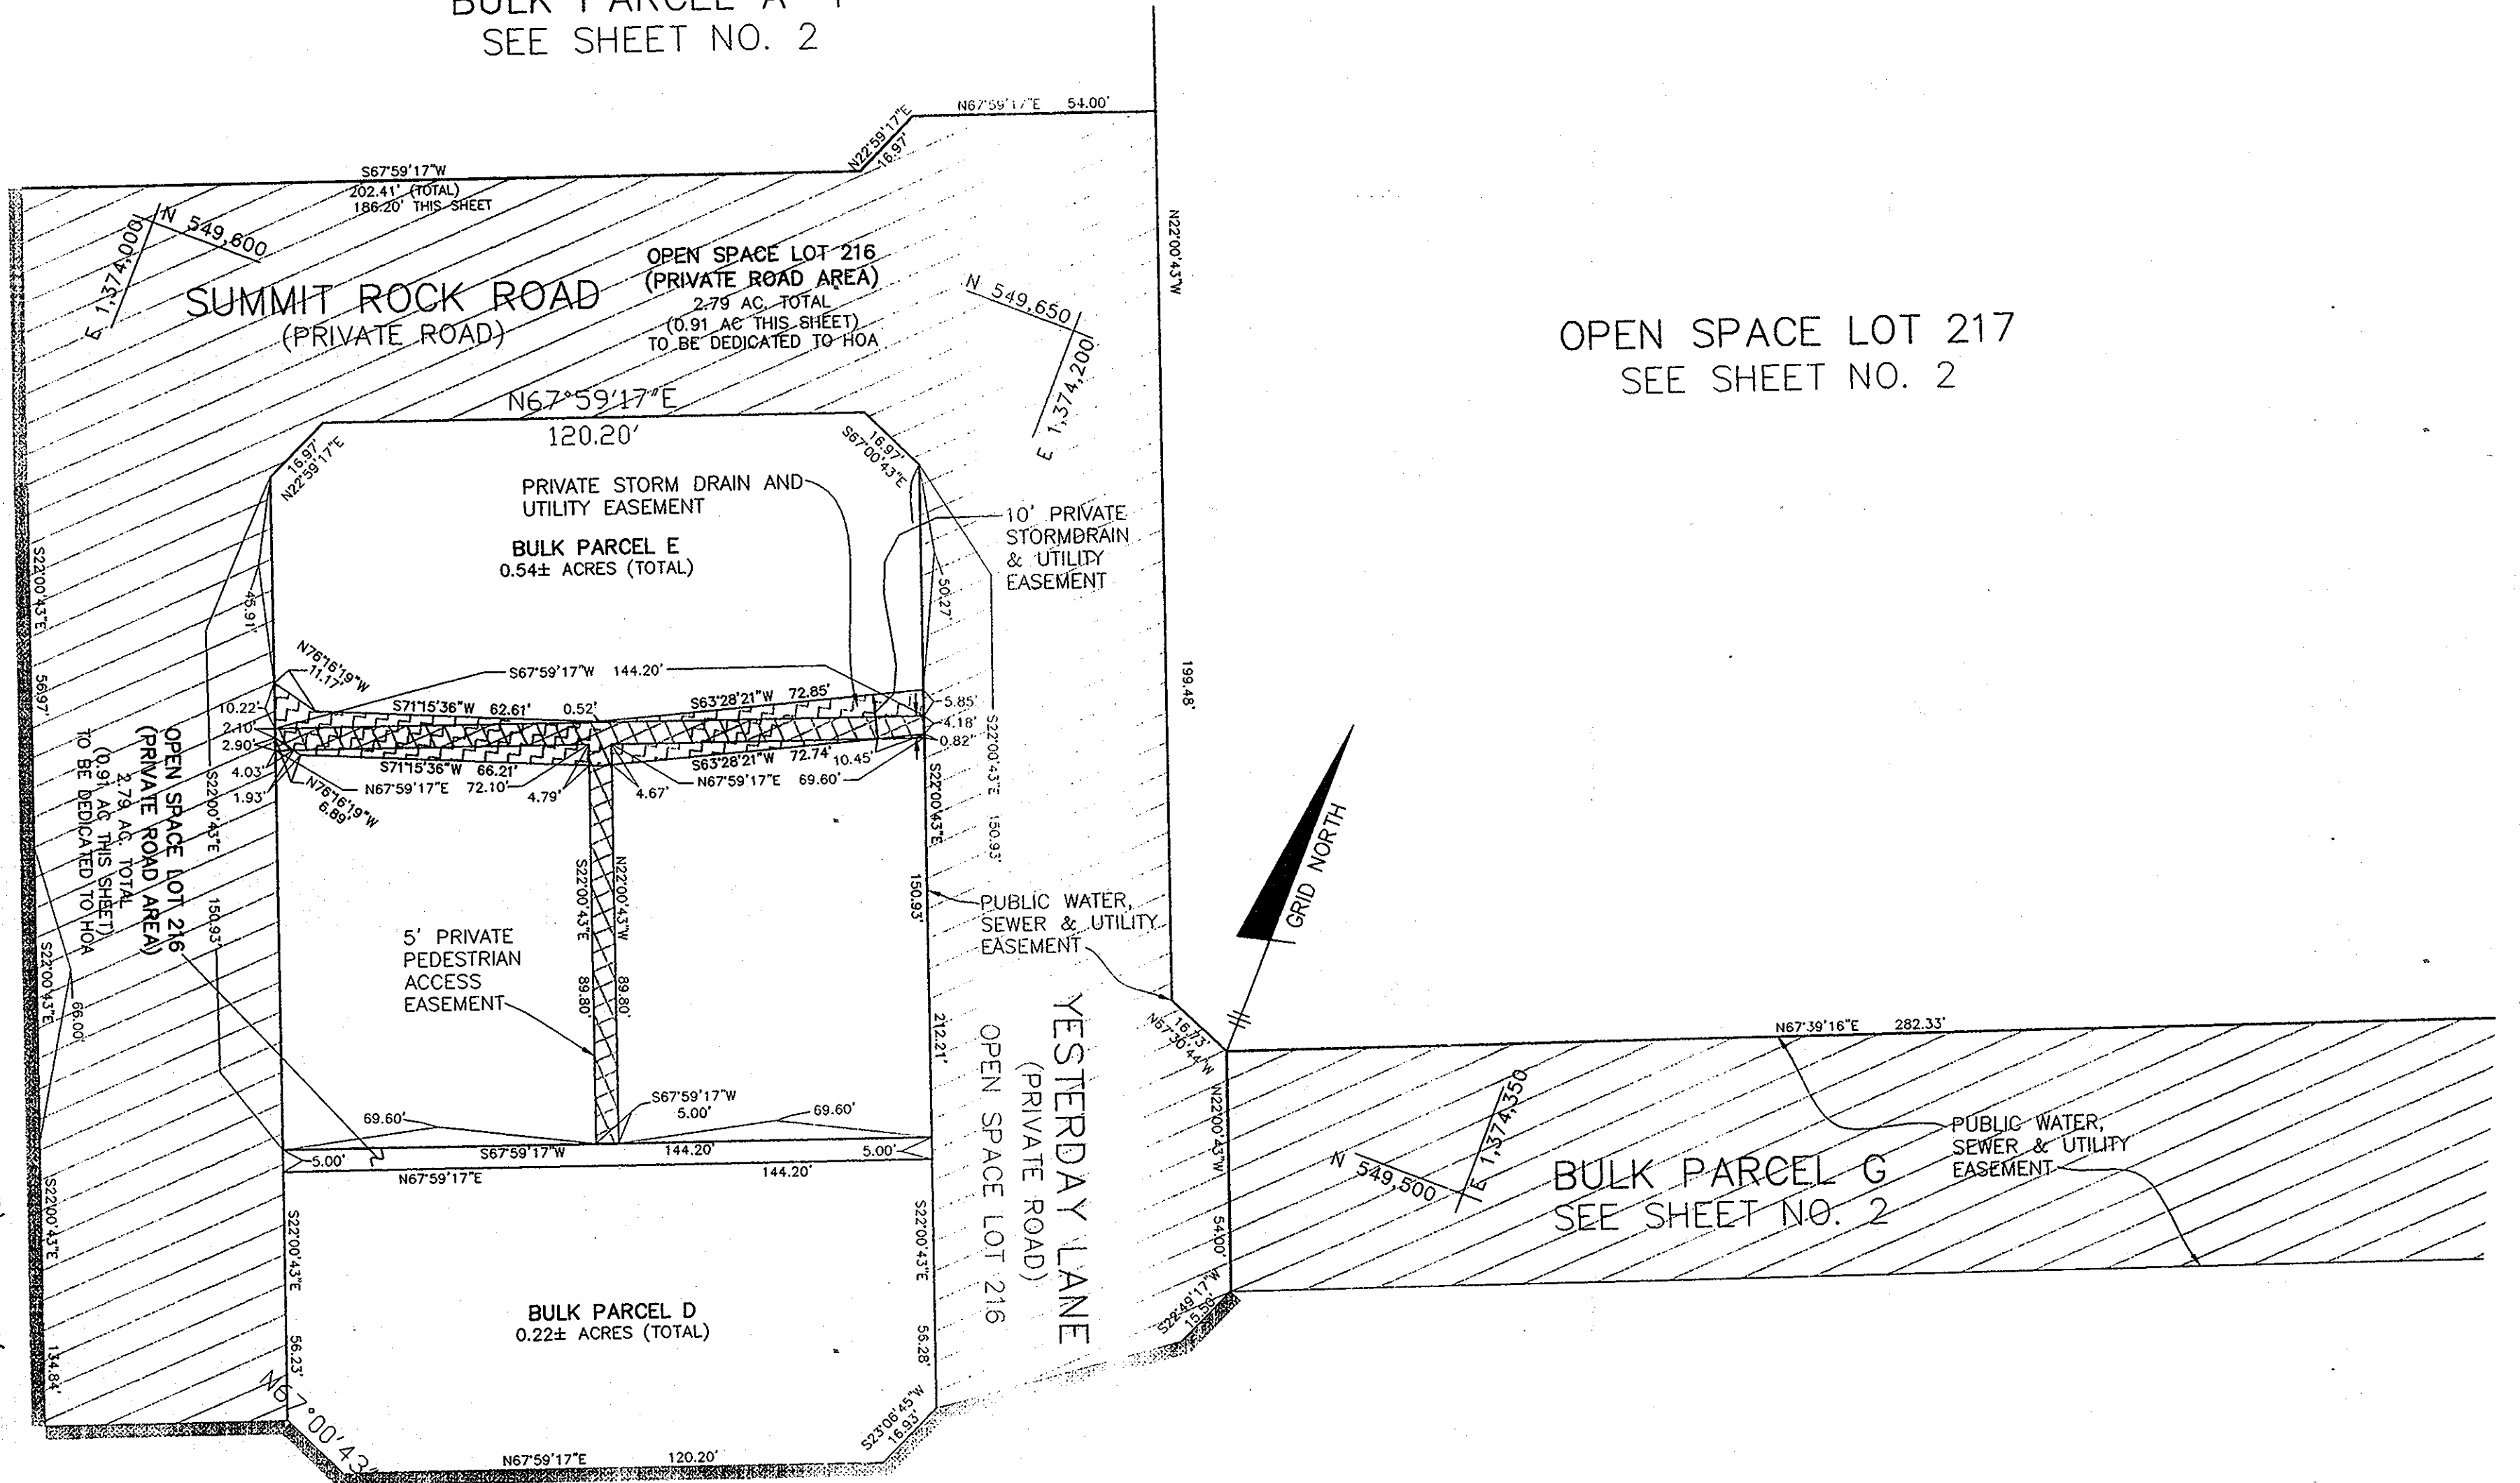 SEE SHEET NO. 2
N67°59'17"E 54.00'
N22°59'17"E
16.97'
S67°59'17"W
202.41' (TOTAL)
186.20' THIS SHEET
N 549,600
E 1,374,000
SUMMIT ROCK ROAD
(PRIVATE ROAD)
OPEN SPACE LOT 216
(PRIVATE ROAD AREA)
2.79 AC. TOTAL
(0.91 AC THIS SHEET)
TO BE DEDICATED TO HOA
N 549,650
E 1,374,200
N22°00'43"W
199.48'
OPEN SPACE LOT 217
SEE SHEET NO. 2
N67°59'17"E
120.20'
16.97'
N22°59'17"E
16.97'
S67°00'43"E
PRIVATE STORM DRAIN AND
UTILITY EASEMENT
10' PRIVATE
STORMDRAIN
& UTILITY
EASEMENT
BULK PARCEL E
0.54± ACRES (TOTAL)
45.91'
50.27'
S22°00'43"E
56.97'
N76°16'19"W
11.17'
S67°59'17"W 144.20'
10.22'
2.10'
2.90'
4.03'
1.93'
S71°15'36"W 62.61'
0.52'
S63°28'21"W 72.85'
5.85'
4.18'
0.82'
S71°15'36"W 66.21'
S63°28'21"W 72.74'
10.45'
N67°59'17"E 72.10'
4.79'
4.67'
N67°59'17"E 69.60'
N76°16'19"W
6.89'
S22°00'43"E 150.93'
S22°00'43"E
150.93'
212.21'
S22°00'43"E 150.93'
OPEN SPACE LOT 216
(PRIVATE ROAD AREA)
2.79 AC. TOTAL
(0.91 AC THIS SHEET)
TO BE DEDICATED TO HOA
S22°00'43"E
66.00'
S22°00'43"E
89.80'
N22°00'43"W
89.80'
5' PRIVATE
PEDESTRIAN
ACCESS
EASEMENT
PUBLIC WATER,
SEWER & UTILITY
EASEMENT
GRID NORTH
YESTERDAY LANE
(PRIVATE ROAD)
OPEN SPACE LOT 216
16.73'
N67°30'44"W
N67°39'16"E 282.33'
N22°00'43"W
54.00'
N 549,500
E 1,374,350
BULK PARCEL G
SEE SHEET NO. 2
PUBLIC WATER,
SEWER & UTILITY
EASEMENT
69.60'
S67°59'17"W
5.00'
69.60'
5.00'
S67°59'17"W
144.20'
5.00'
N67°59'17"E
144.20'
S22°00'43"E
134.84'
S22°00'43"E
56.23'
S22°00'43"E
56.28'
BULK PARCEL D
0.22± ACRES (TOTAL)
S22°49'17"W
15.50'
N67°00'43"
S23°06'45"W
16.93'
N67°59'17"E 120.20'